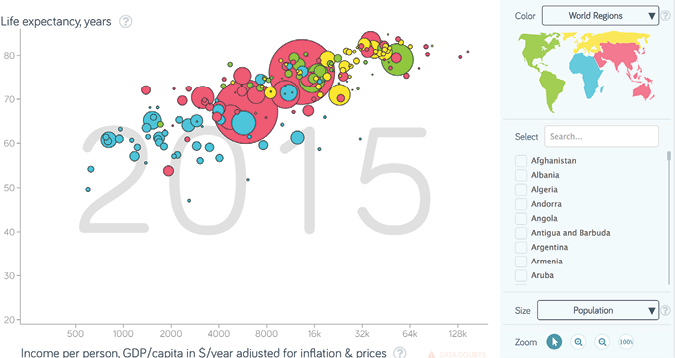 Life expectancy, years ?
80
70
60
50
40
30
20
2015
500 1000 2000 4000 8000 16k 32k 64k 128k
Income per person, GDP/capita in $/year adjusted for inflation & prices ?
DATA DOUBTS
Color World Regions ?
Select Search...
Afghanistan
Albania
Algeria
Andorra
Angola
Antigua and Barbuda
Argentina
Armenia
Aruba
Size Population ?
Zoom 100%